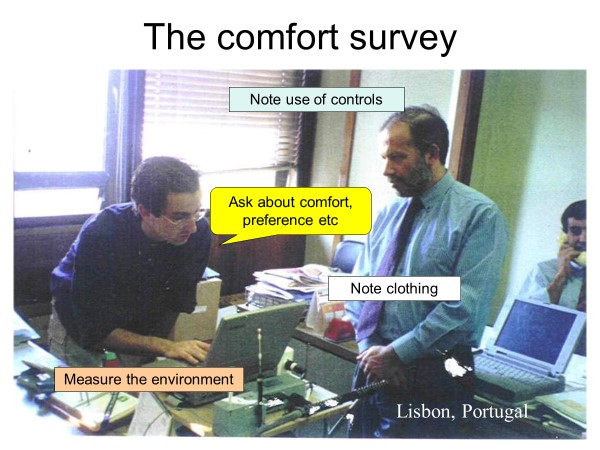 The comfort survey
Note use of controls
Ask about comfort,
preference etc
Note clothing
Measure the environment
Lisbon, Portugal